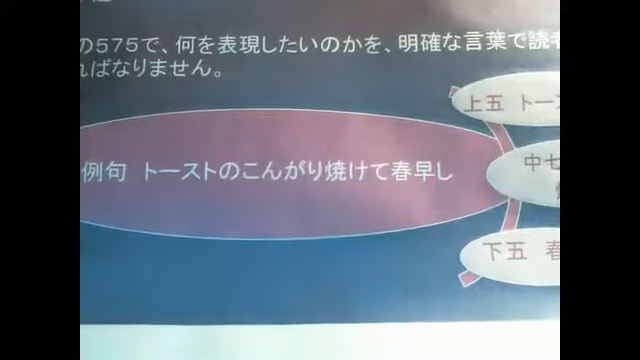 の575で、何を表現したいのかを、明確な言葉で読者
ればなりません。
例句 トーストのこんがり焼けて春早し
上五 トース
中七
下五 春